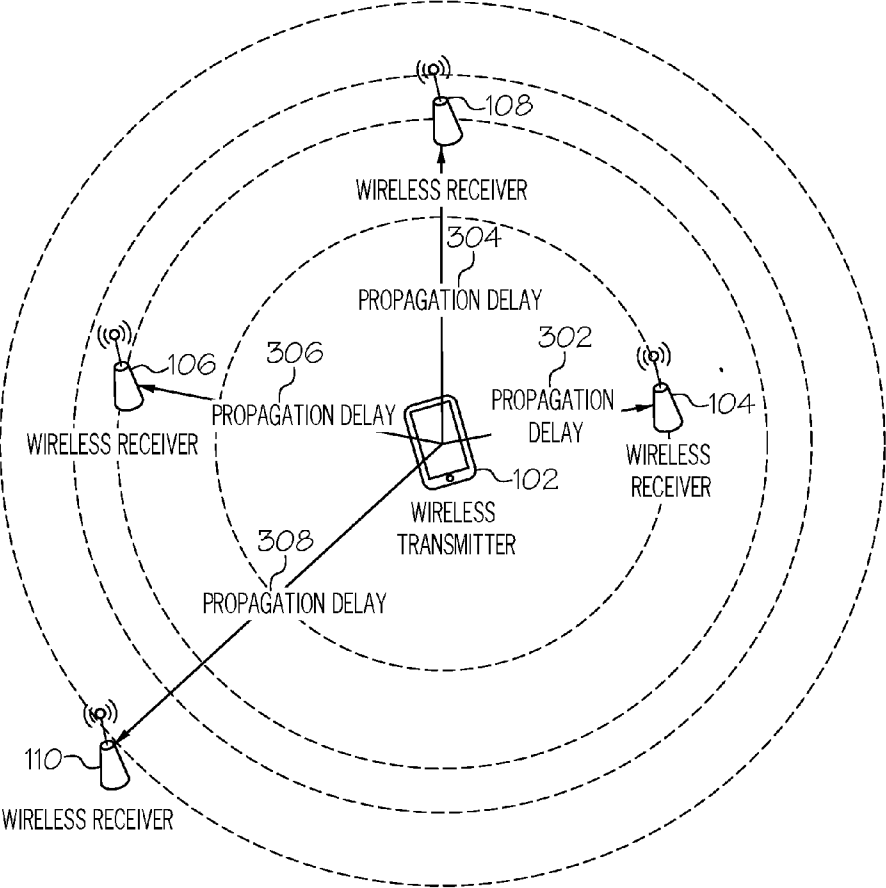 108
WIRELESS RECEIVER
304
PROPAGATION DELAY
306
PROPAGATION DELAY
302
PROPAGATION
DELAY
106
WIRELESS RECEIVER
104
WIRELESS
RECEIVER
102
WIRELESS
TRANSMITTER
308
PROPAGATION DELAY
110
WIRELESS RECEIVER